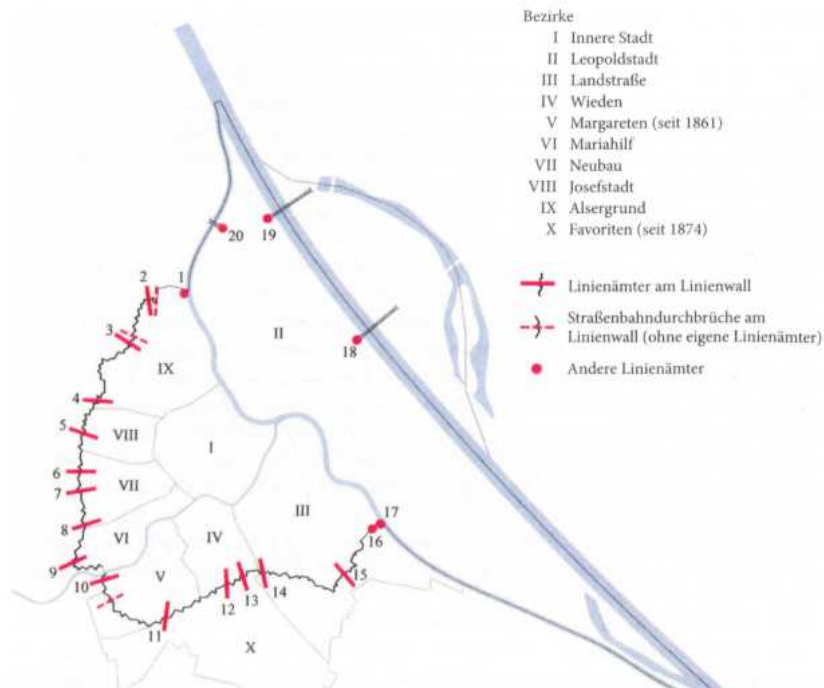 Bezirke
I Innere Stadt
II Leopoldstadt
III Landstraße
IV Wieden
V Margareten (seit 1861)
VI Mariahilf
VII Neubau
VIII Josefstadt
IX Alsergrund
X Favoriten (seit 1874)
Linienämter am Linienwall
Straßenbahndurchbrüche am
Linienwall (ohne eigene Linienämter)
Andere Linienämter
20
19
2
1
3
II
18
IX
4
5
VIII
I
6
VII
7
III
17
8
VI
IV
16
9
10
V
15
14
13
12
11
X